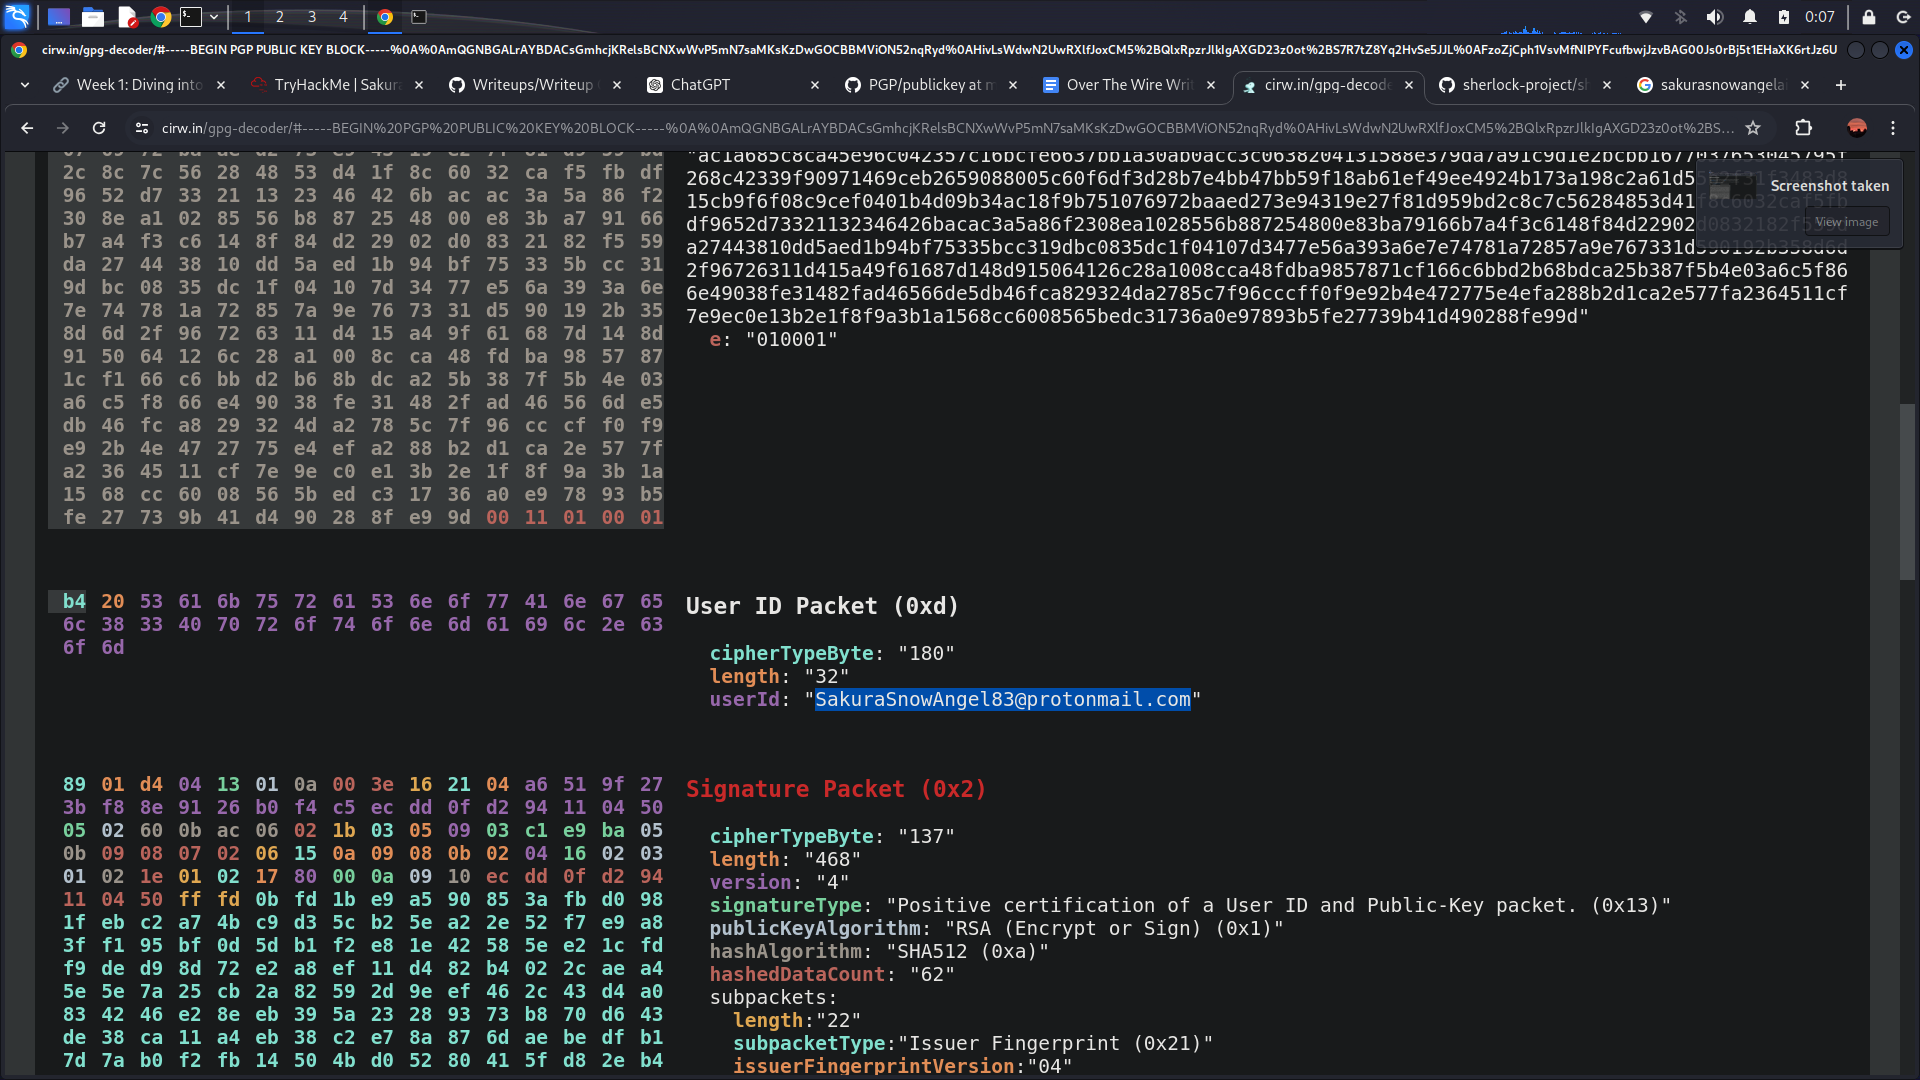 1 2 3 4 0:07
cirw.in/gpg-decoder/#-----BEGIN PGP PUBLIC KEY BLOCK-----%0A%0AmQGNBGALrAYBDACsGmhcjKRelsBCNXwWvP5mN7saMKsKzDwGOCBBMViON52nqRyd%0AHivLsWdwN2UwRXlfJoxCM5%2BQlxRpzrJlkIgAXGD23z0ot%2BS7R7tZ8Yq2HvSe5JJL%0AFzoZjCph1VsvMfNIPYFcufbwjJzvBAG00Js0rBj5t1EHaXK6rtJz6U
Week 1: Diving into
TryHackMe | Sakura
Writeups/Writeup
ChatGPT
PGP/publickey at m
Over The Wire Writ
cirw.in/gpg-decode
sherlock-project/sh
sakurasnowangelai
cirw.in/gpg-decoder/#-----BEGIN%20PGP%20PUBLIC%20KEY%20BLOCK-----%0A%0AmQGNBGALrAYBDACsGmhcjKRelsBCNXwWvP5mN7saMKsKzDwGOCBBMViON52nqRyd%0AHivLsWdwN2UwRXlfJoxCM5%2BQlxRpzrJlkIgAXGD23z0ot%2BS...
Screenshot taken
View image
2c 8c 7c 56 28 48 53 d4 1f 8c 60 32 ca f5 fb df
96 52 d7 33 21 13 23 46 42 6b ac ac 3a 5a 86 f2
30 8e a1 02 85 56 b8 87 25 48 00 e8 3b a7 91 66
b7 a4 f3 c6 14 8f 84 d2 29 02 d0 83 21 82 f5 59
da 27 44 38 10 dd 5a ed 1b 94 bf 75 33 5b cc 31
9d bc 08 35 dc 1f 04 10 7d 34 77 e5 6a 39 3a 6e
7e 74 78 1a 72 85 7a 9e 76 73 31 d5 90 19 2b 35
8d 6d 2f 96 72 63 11 d4 15 a4 9f 61 68 7d 14 8d
91 50 64 12 6c 28 a1 00 8c ca 48 fd ba 98 57 87
1c f1 66 c6 bb d2 b6 8b dc a2 5b 38 7f 5b 4e 03
a6 c5 f8 66 e4 90 38 fe 31 48 2f ad 46 56 6d e5
db 46 fc a8 29 32 4d a2 78 5c 7f 96 cc cf f0 f9
e9 2b 4e 47 27 75 e4 ef a2 88 b2 d1 ca 2e 57 7f
a2 36 45 11 cf 7e 9e c0 e1 3b 2e 1f 8f 9a 3b 1a
15 68 cc 60 08 56 5b ed c3 17 36 a0 e9 78 93 b5
fe 27 73 9b 41 d4 90 28 8f e9 9d 00 11 01 00 01
"ac1a685c8ca45e96c042357c16bcfe6637bb1a30ab0acc3c0638204131588e379da7a91c9d1e2bcbb1677037653045795f
268c42339f90971469ceb2659088005c60f6df3d28b7e4bb47bb59f18ab61ef49ee4924b173a198c2a61d55b2f31f3483d8
15cb9f6f08c9cef0401b4d09b34ac18f9b751076972baaed273e94319e27f81d959bd2c8c7c56284853d41f8c6032caf5fb
df9652d73321132346426bacac3a5a86f2308ea1028556b887254800e83ba79166b7a4f3c6148f84d22902d0832182f559d
a27443810dd5aed1b94bf75335bcc319dbc0835dc1f04107d3477e56a393a6e7e74781a72857a9e767331d590192b358d6d
2f96726311d415a49f61687d148d915064126c28a1008cca48fdba9857871cf166c6bbd2b68bdca25b387f5b4e03a6c5f86
6e49038fe31482fad46566de5db46fca829324da2785c7f96cccff0f9e92b4e472775e4efa288b2d1ca2e577fa2364511cf
7e9ec0e13b2e1f8f9a3b1a1568cc6008565bedc31736a0e97893b5fe27739b41d490288fe99d"
e: "010001"
b4 20 53 61 6b 75 72 61 53 6e 6f 77 41 6e 67 65
6c 38 33 40 70 72 6f 74 6f 6e 6d 61 69 6c 2e 63
6f 6d
User ID Packet (0xd)
cipherTypeByte: "180"
length: "32"
userId: "SakuraSnowAngel83@protonmail.com"
89 01 d4 04 13 01 0a 00 3e 16 21 04 a6 51 9f 27
3b f8 8e 91 26 b0 f4 c5 ec dd 0f d2 94 11 04 50
05 02 60 0b ac 06 02 1b 03 05 09 03 c1 e9 ba 05
0b 09 08 07 02 06 15 0a 09 08 0b 02 04 16 02 03
01 02 1e 01 02 17 80 00 0a 09 10 ec dd 0f d2 94
11 04 50 ff fd 0b fd 1b e9 a5 90 85 3a fb d0 98
1f eb c2 a7 4b c9 d3 5c b2 5e a2 2e 52 f7 e9 a8
3f f1 95 bf 0d 5d b1 f2 e8 1e 42 58 5e e2 1c fd
f9 de d9 8d 72 e2 a8 ef 11 d4 82 b4 02 2c ae a4
5e 5e 7a 25 cb 2a 82 59 2d 9e ef 46 2c 43 d4 a0
83 42 46 e2 8e eb 39 5a 23 28 93 73 b8 70 d6 43
de 38 ca 11 a4 eb 38 c2 e7 8a 87 6d ae be df b1
7d 7a b0 f2 fb 14 50 4b d0 52 80 41 5f d8 2e b4
Signature Packet (0x2)
cipherTypeByte: "137"
length: "468"
version: "4"
signatureType: "Positive certification of a User ID and Public-Key packet. (0x13)"
publicKeyAlgorithm: "RSA (Encrypt or Sign) (0x1)"
hashAlgorithm: "SHA512 (0xa)"
hashedDataCount: "62"
subpackets:
length:"22"
subpacketType:"Issuer Fingerprint (0x21)"
issuerFingerprintVersion:"04"